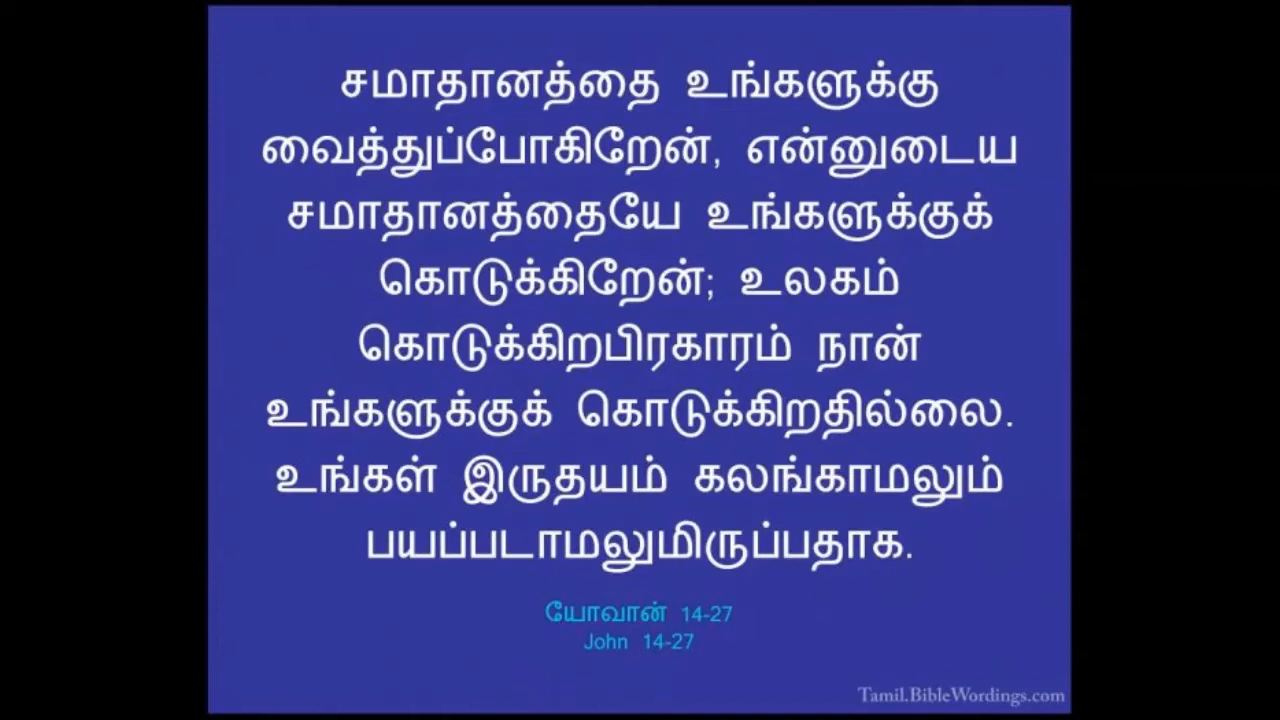 சமாதானத்தை உங்களுக்கு
வைத்துப்போகிறேன், என்னுடைய
சமாதானத்தையே உங்களுக்குக்
கொடுக்கிறேன்; உலகம்
கொடுக்கிறபிரகாரம் நான்
உங்களுக்குக் கொடுக்கிறதில்லை.
உங்கள் இருதயம் கலங்காமலும்
பயப்படாமலுமிருப்பதாக.
யோவான் 14-27
John 14-27
Tamil.BibleWordings.com